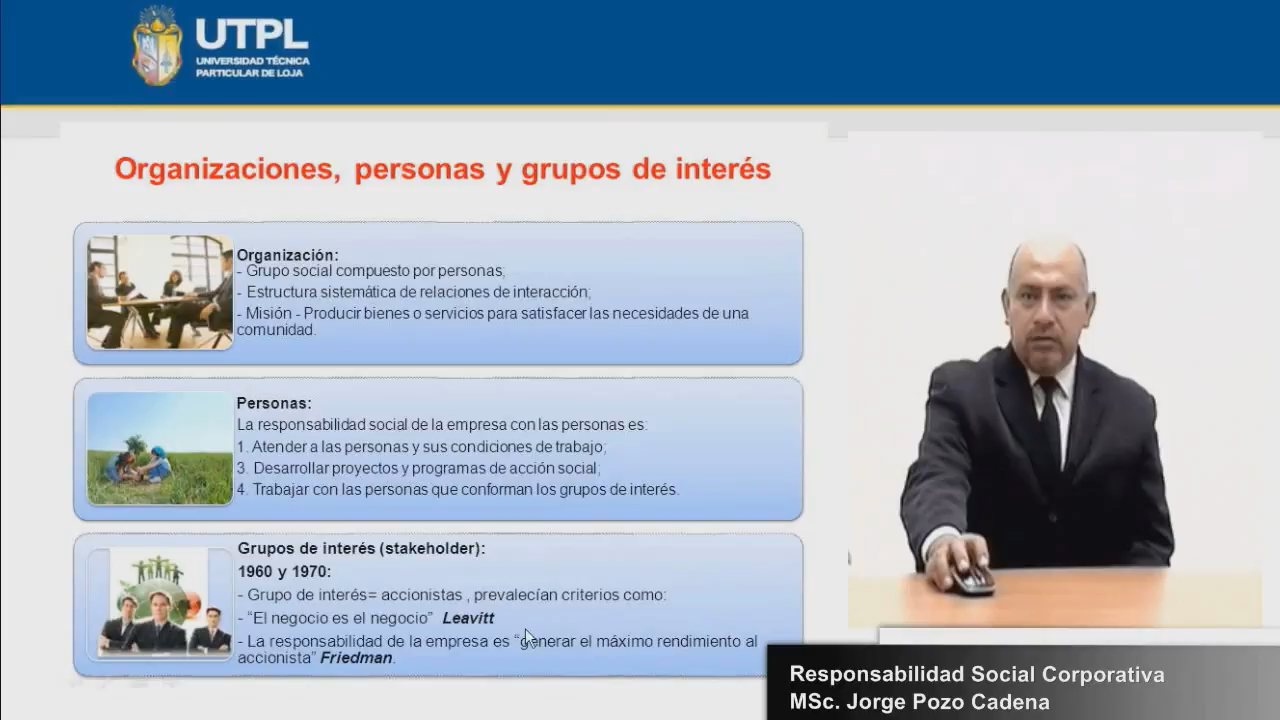 UTPL
UNIVERSIDAD TÉCNICA
PARTICULAR DE LOJA
Organizaciones, personas y grupos de interés
Organización:
- Grupo social compuesto por personas;
- Estructura sistemática de relaciones de interacción;
- Misión - Producir bienes o servicios para satisfacer las necesidades de una
comunidad.
Personas:
La responsabilidad social de la empresa con las personas es:
1. Atender a las personas y sus condiciones de trabajo;
3. Desarrollar proyectos y programas de acción social;
4. Trabajar con las personas que conforman los grupos de interés.
Grupos de interés (stakeholder):
1960 y 1970:
- Grupo de interés= accionistas , prevalecían criterios como:
- “El negocio es el negocio” Leavitt
- La responsabilidad de la empresa es “generar el máximo rendimiento al
accionista” Friedman.
Responsabilidad Social Corporativa
MSc. Jorge Pozo Cadena